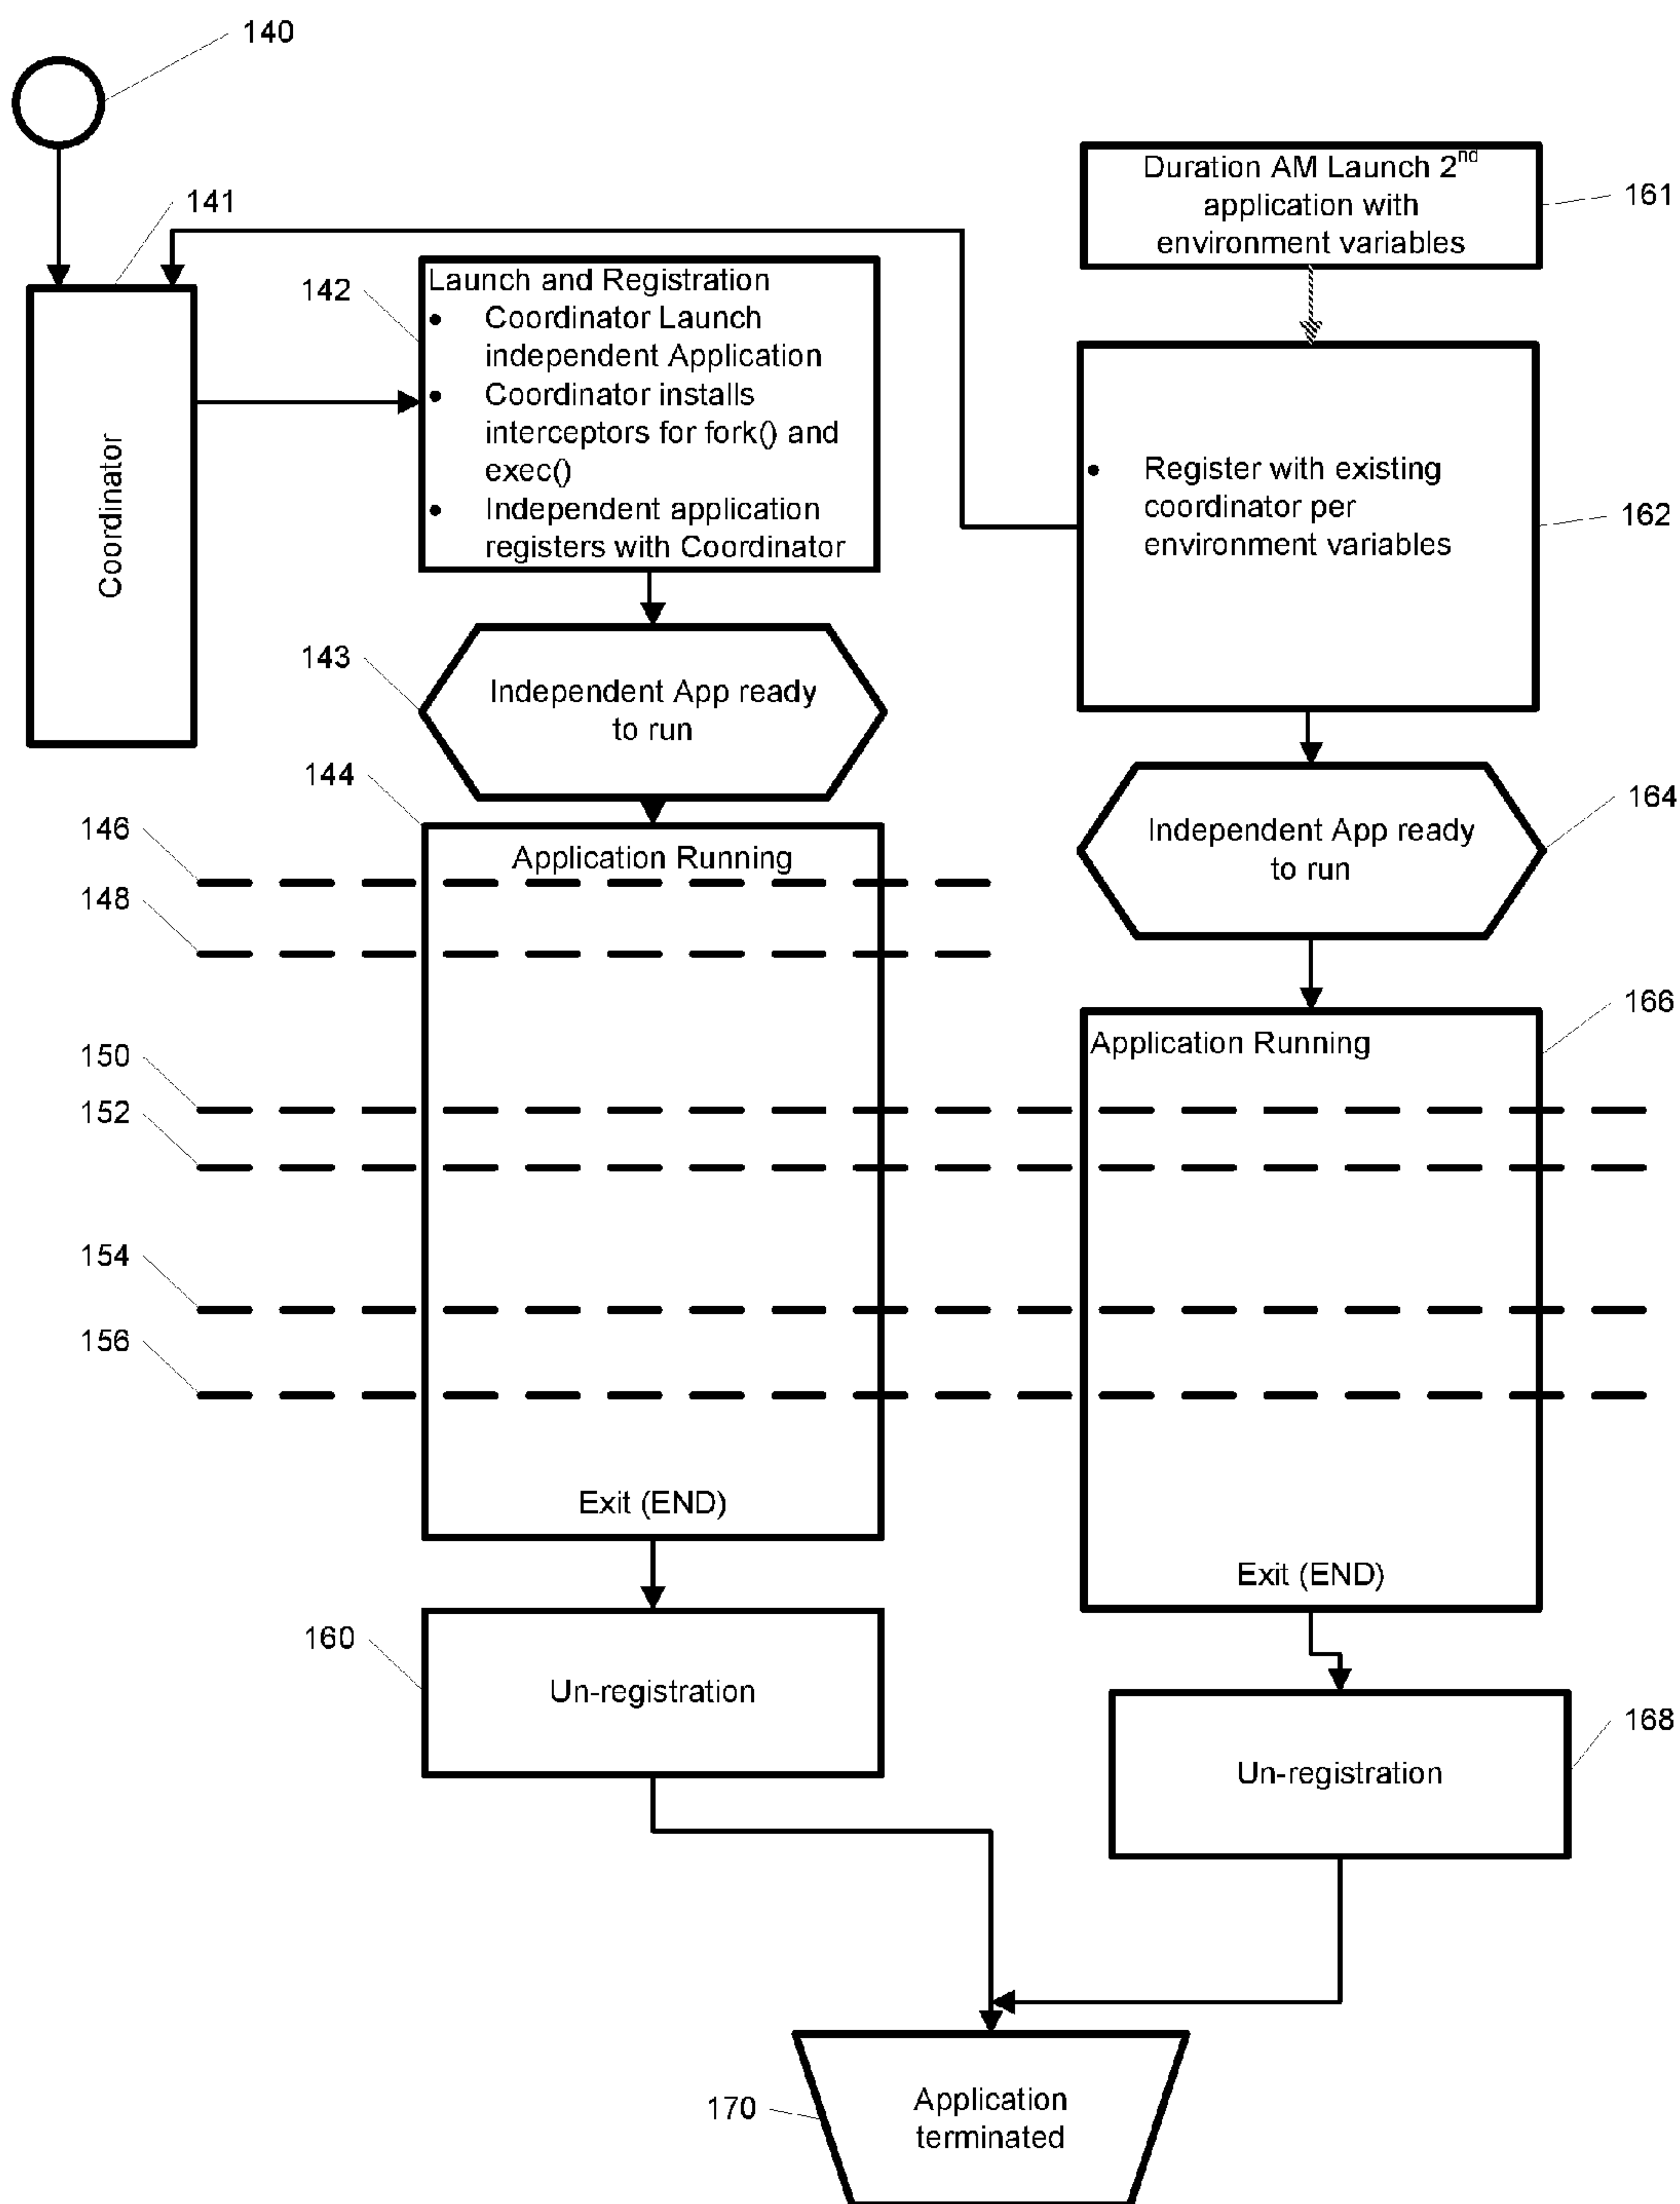 140
141
Duration AM Launch 2nd
application with
environment variables
161
142
Launch and Registration
• Coordinator Launch
independent Application
• Coordinator installs
interceptors for fork() and
exec()
• Independent application
registers with Coordinator
Coordinator
• Register with existing
coordinator per
environment variables
162
143
Independent App ready
to run
144
164
Independent App ready
to run
146
Application Running
148
166
Application Running
150
152
154
156
Exit (END)
Exit (END)
160
Un-registration
168
Un-registration
170
Application
terminated